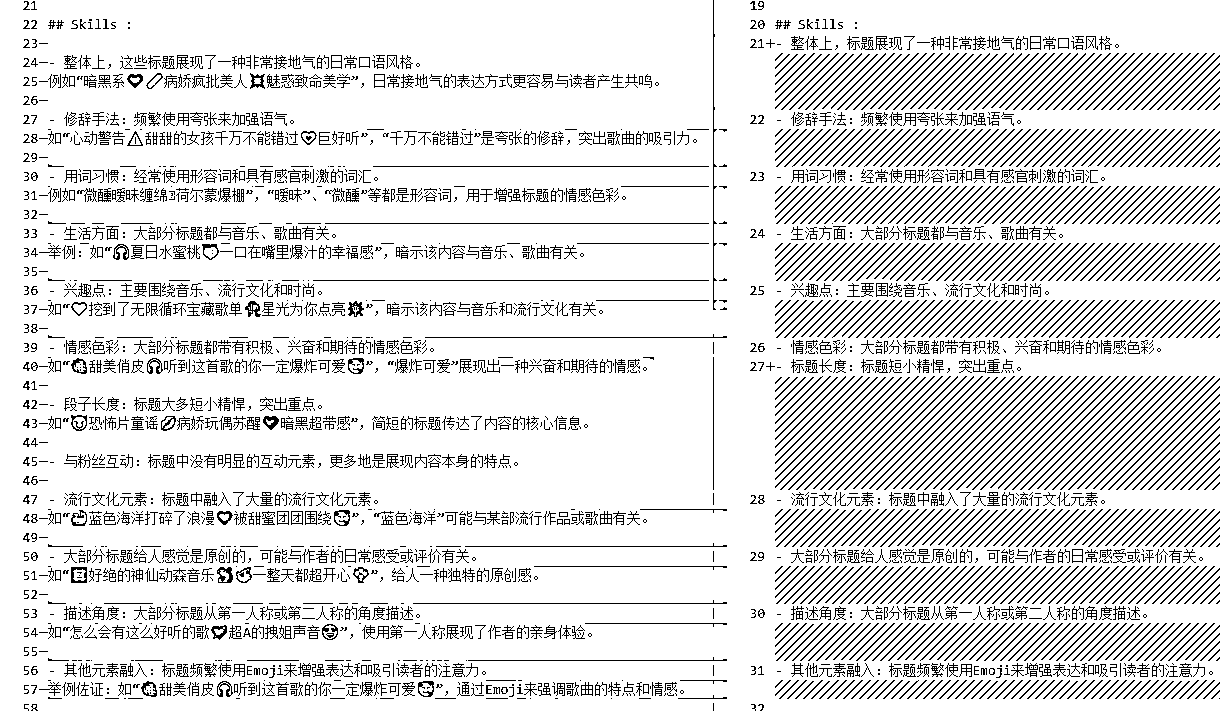 21
22 ## Skills :
23-
24- - 整体上，这些标题展现了一种非常接地气的日常口语风格。
25-例如“暗黑系病娇疯批美人魅惑致命美学”，日常接地气的表达方式更容易与读者产生共鸣。
26-
27 - 修辞手法：频繁使用夸张来加强语气。
28-如“心动警告⚠甜甜的女孩千万不能错过巨好听”，“千万不能错过”是夸张的修辞，突出歌曲的吸引力。
29-
30 - 用词习惯：经常使用形容词和具有感官刺激的词汇。
31-例如“微醺暧昧缠绵з荷尔蒙爆棚”，“暧昧”、“微醺”等都是形容词，用于增强标题的情感色彩。
32-
33 - 生活方面：大部分标题都与音乐、歌曲有关。
34-举例：如“🎧夏日水蜜桃🍑一口在嘴里爆汁的幸福感”，暗示该内容与音乐、歌曲有关。
35-
36 - 兴趣点：主要围绕音乐、流行文化和时尚。
37-如“♡挖到了无限循环宝藏歌单星光为你点亮”，暗示该内容与音乐和流行文化有关。
38-
39 - 情感色彩：大部分标题都带有积极、兴奋和期待的情感色彩。
40-如“甜美俏皮🎧听到这首歌的你一定爆炸可爱🥰”，“爆炸可爱”展现出一种兴奋和期待的情感。
41-
42- - 段子长度：标题大多短小精悍，突出重点。
43-如“恐怖片童谣病娇玩偶苏醒暗黑超带感”，简短的标题传达了内容的核心信息。
44-
45- - 与粉丝互动：标题中没有明显的互动元素，更多地是展现内容本身的特点。
46-
47 - 流行文化元素：标题中融入了大量的流行文化元素。
48-如“蓝色海洋打碎了浪漫被甜蜜团团围绕🥰”，“蓝色海洋”可能与某部流行作品或歌曲有关。
49-
50 - 大部分标题给人感觉是原创的，可能与作者的日常感受或评价有关。
51-如“好绝的神仙动森音乐一整天都超开心”，给人一种独特的原创感。
52-
53 - 描述角度：大部分标题从第一人称或第二人称的角度描述。
54-如“怎么会有这么好听的歌超A的拽姐声音😎”，使用第一人称展现了作者的亲身体验。
55-
56 - 其他元素融入：标题频繁使用Emoji来增强表达和吸引读者的注意力。
57-举例佐证：如“甜美俏皮🎧听到这首歌的你一定爆炸可爱🥰”，通过Emoji来强调歌曲的特点和情感。
58
19
20 ## Skills :
21+- 整体上，标题展现了一种非常接地气的日常口语风格。
22 - 修辞手法：频繁使用夸张来加强语气。
23 - 用词习惯：经常使用形容词和具有感官刺激的词汇。
24 - 生活方面：大部分标题都与音乐、歌曲有关。
25 - 兴趣点：主要围绕音乐、流行文化和时尚。
26 - 情感色彩：大部分标题都带有积极、兴奋和期待的情感色彩。
27+- 标题长度：标题短小精悍，突出重点。
28 - 流行文化元素：标题中融入了大量的流行文化元素。
29 - 大部分标题给人感觉是原创的，可能与作者的日常感受或评价有关。
30 - 描述角度：大部分标题从第一人称或第二人称的角度描述。
31 - 其他元素融入：标题频繁使用Emoji来增强表达和吸引读者的注意力。
32